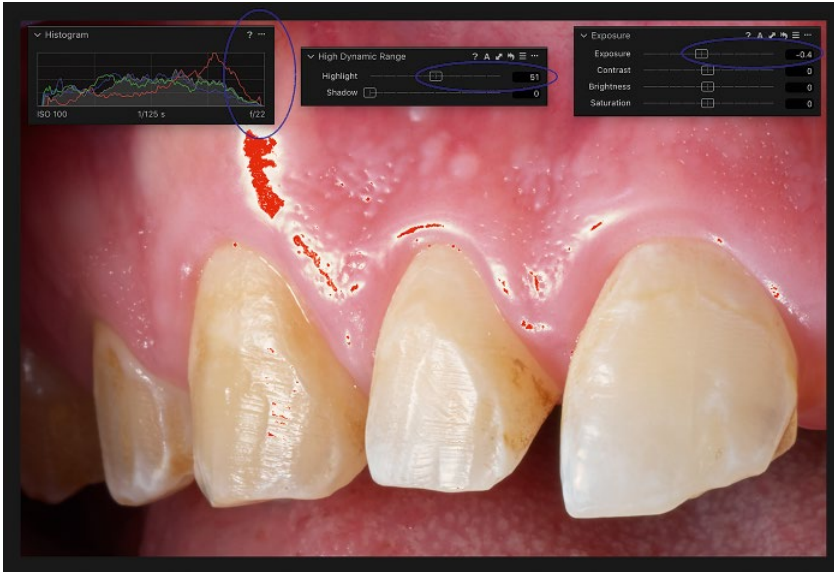 Histogram ? ...
ISO 100 1/125 s f/22
High Dynamic Range ? A
Highlight 51
Shadow 0
Exposure ? A
Exposure -0.4
Contrast 0
Brightness 0
Saturation 0